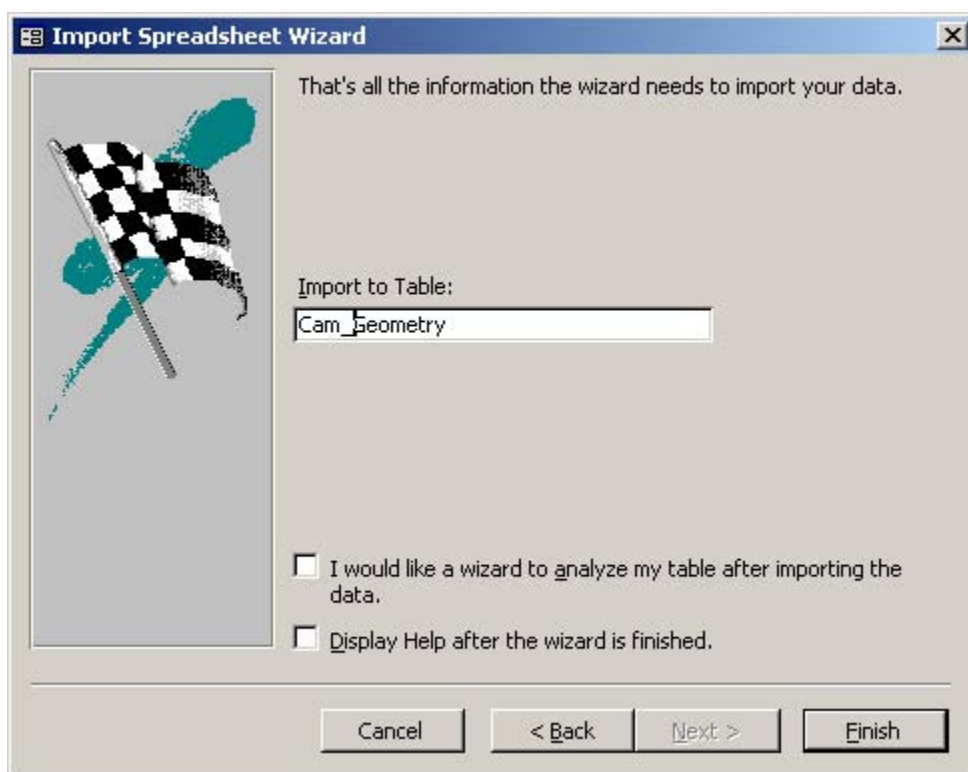 Import Spreadsheet Wizard
That's all the information the wizard needs to import your data.
Import to Table:
Cam_Geometry
I would like a wizard to analyze my table after importing the
data.
Display Help after the wizard is finished.
Cancel
< Back
Next >
Finish